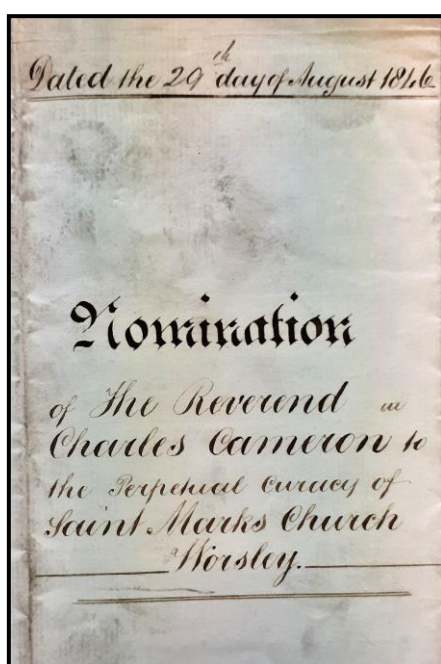 Dated the 29th day of August 1846
Nomination
of The Reverend
Charles Cameron to
the Perpetual Curacy of
Saint Marks Church
Worsley.